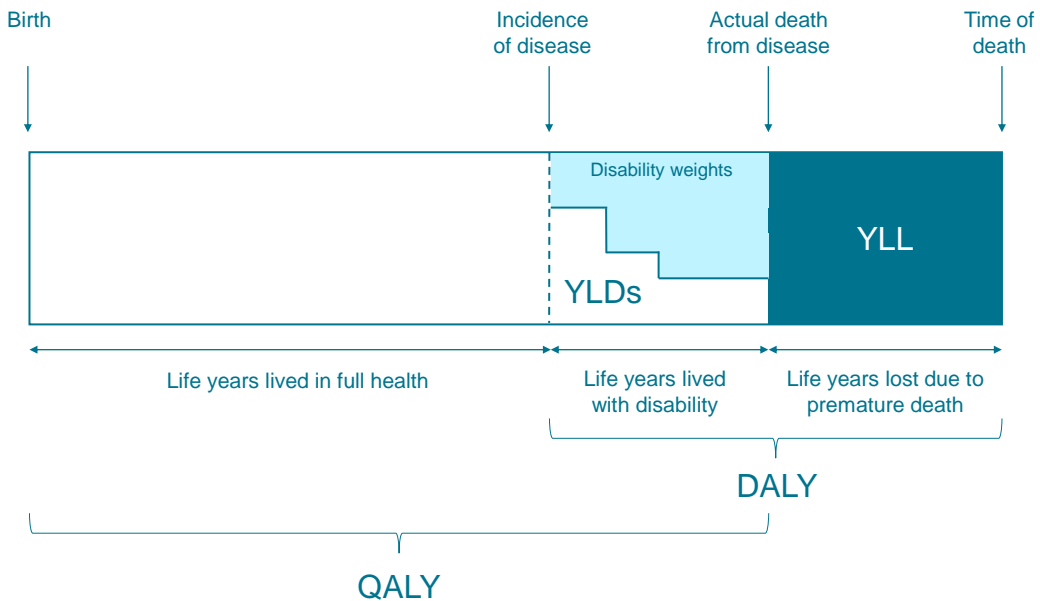 Birth
Incidence
of disease
Actual death
from disease
Time of
death
Disability weights
YLL
YLDs
Life years lived in full health
Life years lived
with disability
Life years lost due to
premature death
DALY
QALY